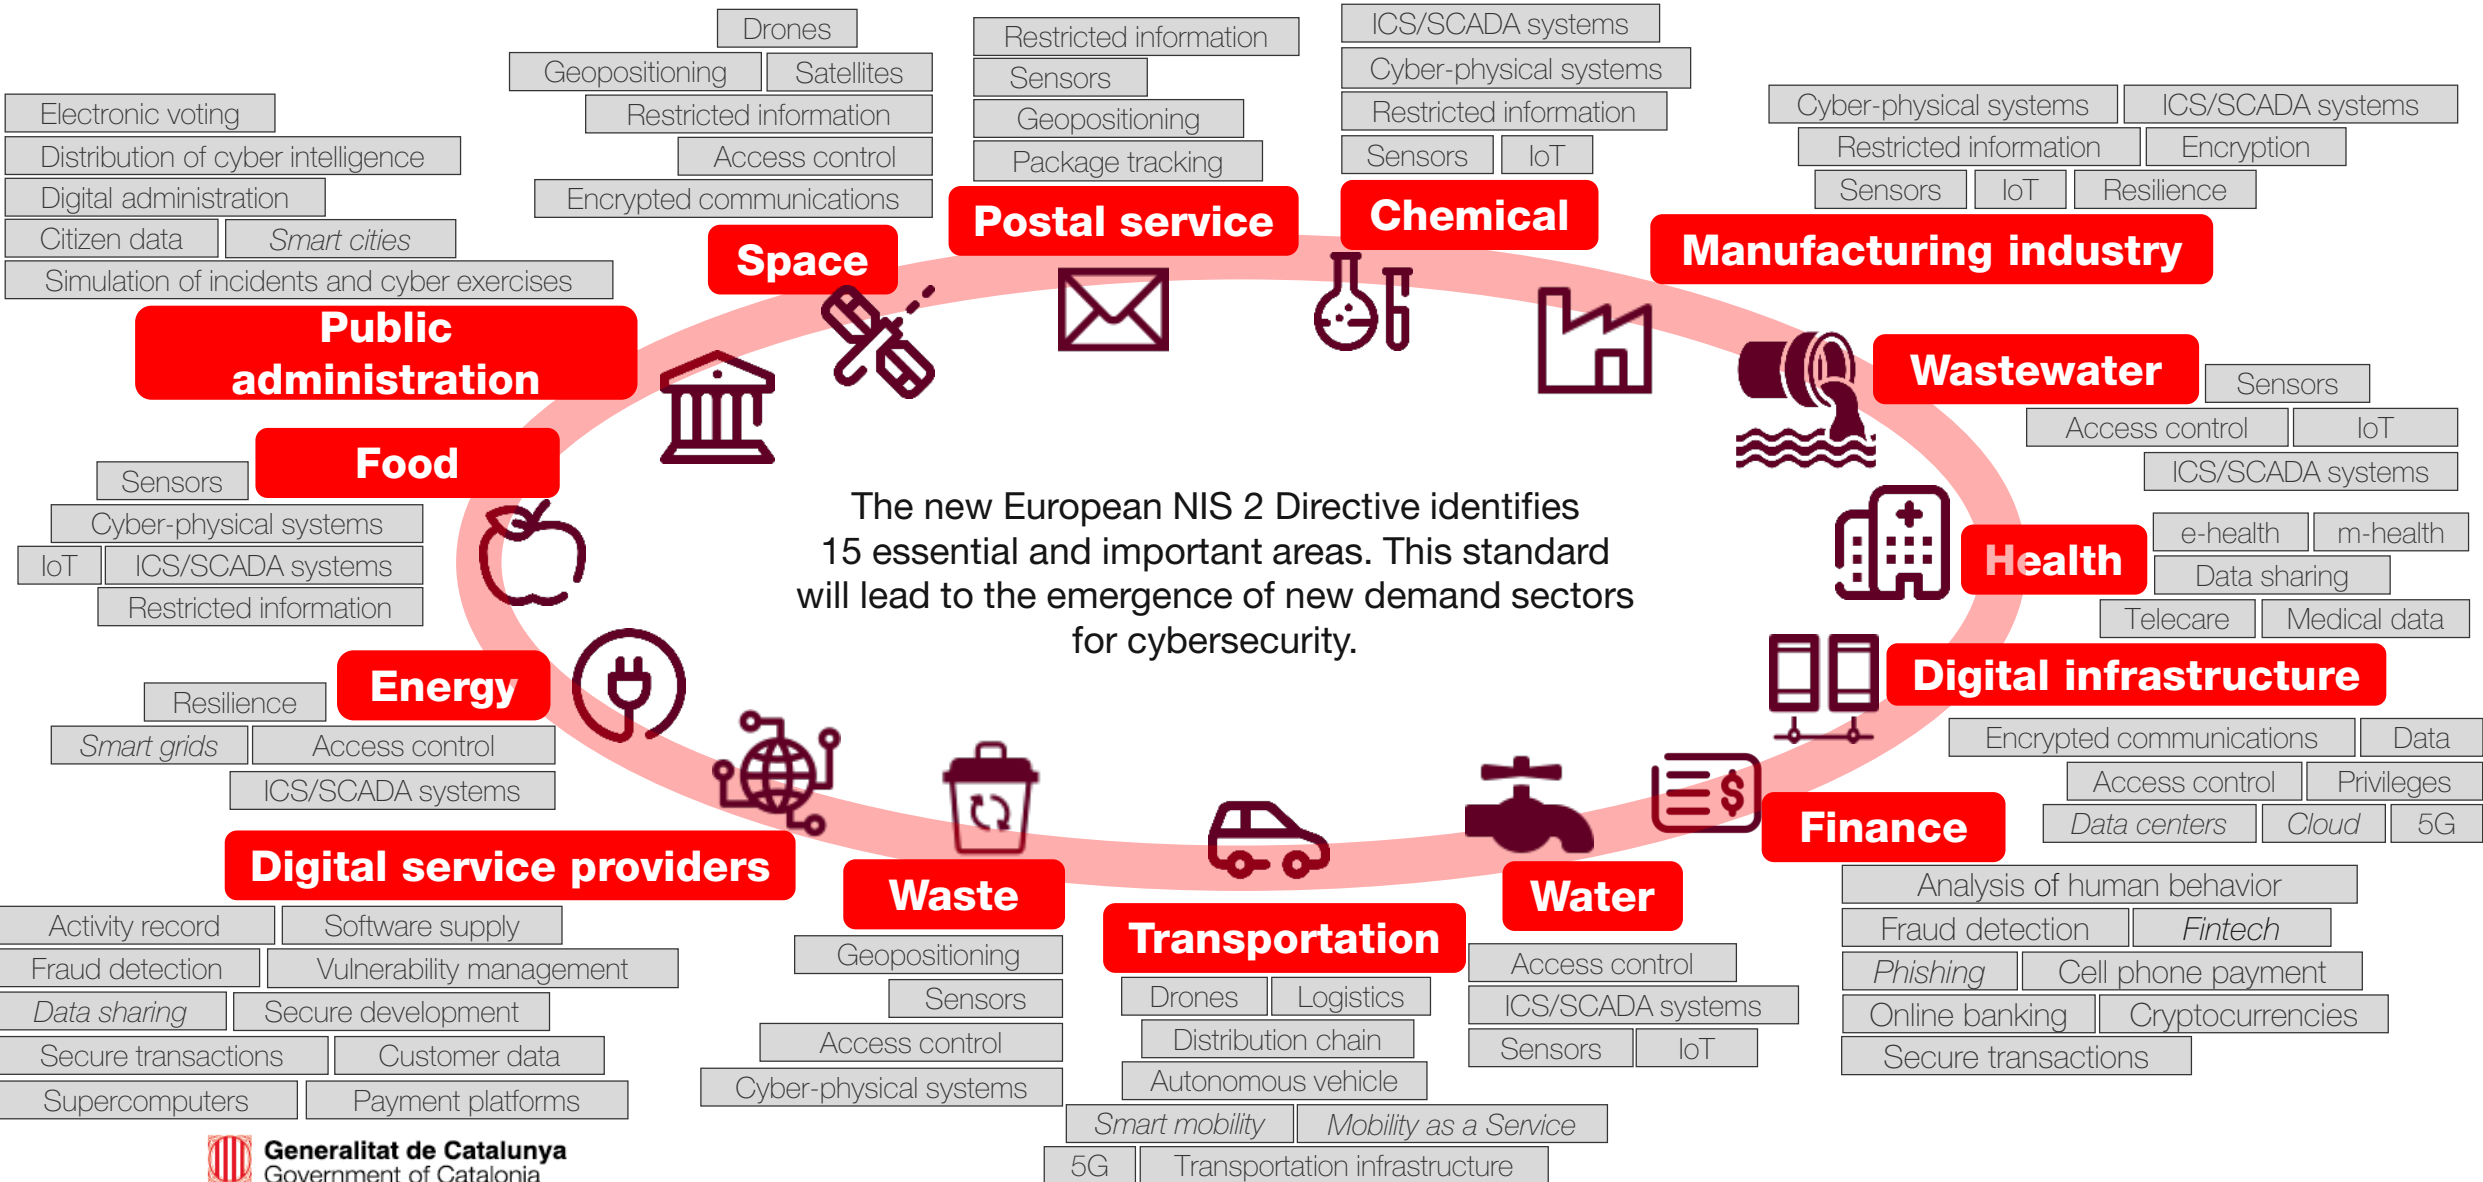 Electronic voting
Distribution of cyber intelligence
Digital administration
Citizen data
Smart cities
Simulation of incidents and cyber exercises
Public
administration
Drones
Geopositioning
Satellites
Restricted information
Access control
Encrypted communications
Space
Restricted information
Sensors
Geopositioning
Package tracking
Postal service
ICS/SCADA systems
Cyber-physical systems
Restricted information
Sensors
IoT
Chemical
Cyber-physical systems
ICS/SCADA systems
Restricted information
Encryption
Sensors
IoT
Resilience
Manufacturing industry
Wastewater
Sensors
Access control
IoT
ICS/SCADA systems
Health
e-health
m-health
Data sharing
Telecare
Medical data
Digital infrastructure
Encrypted communications
Data
Access control
Privileges
Data centers
Cloud
5G
Finance
Analysis of human behavior
Fraud detection
Fintech
Phishing
Cell phone payment
Online banking
Cryptocurrencies
Secure transactions
Water
Access control
ICS/SCADA systems
Sensors
IoT
Transportation
Drones
Logistics
Distribution chain
Autonomous vehicle
Smart mobility
Mobility as a Service
5G
Transportation infrastructure
Waste
Geopositioning
Sensors
Access control
Cyber-physical systems
Digital service providers
Activity record
Software supply
Fraud detection
Vulnerability management
Data sharing
Secure development
Secure transactions
Customer data
Supercomputers
Payment platforms
Energy
Resilience
Smart grids
Access control
ICS/SCADA systems
Food
Sensors
Cyber-physical systems
IoT
ICS/SCADA systems
Restricted information
The new European NIS 2 Directive identifies
15 essential and important areas. This standard
will lead to the emergence of new demand sectors
for cybersecurity.
Generalitat de Catalunya
Government of Catalonia